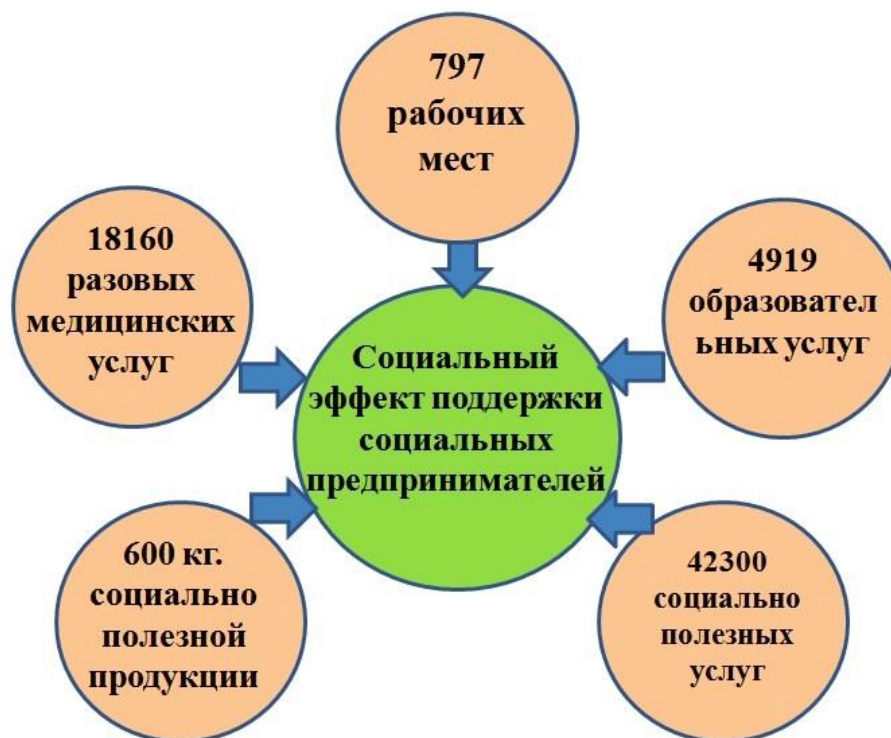 797
рабочих
мест
18160
разовых
медицинских
услуг
4919
образовател
ьных услуг
Социальный
эффект поддержки
социальных
предпринимателей
600 кг.
социально
полезной
продукции
42300
социально
полезных
услуг